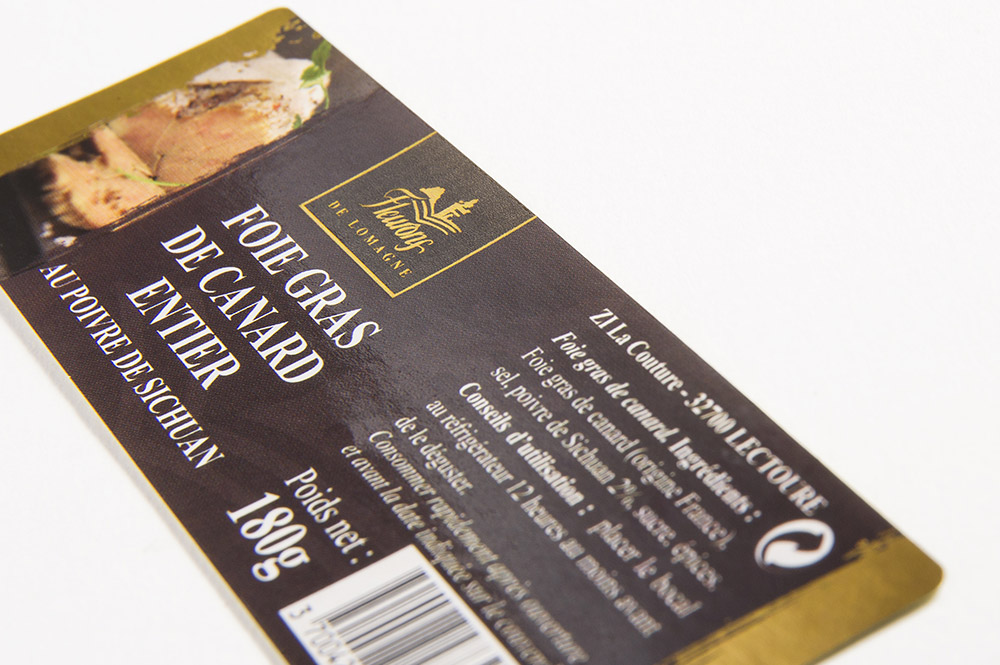 Fleurons
DE LOMAGNE
FOIE GRAS
DE CANARD
ENTIER
AU POIVRE DE SICHUAN
Poids net :
180g
ZI La Couture - 32700 LECTOURE
Foie gras de canard. Ingrédients :
Foie gras de canard (origine France),
sel, poivre de Sichuan 2%, sucre, épices.
Conseils d'utilisation : placer le bocal
au réfrigérateur 12 heures au moins avant
de le déguster.
Consommer rapidement après ouverture
et avant la date indiquée sur le
3 7004